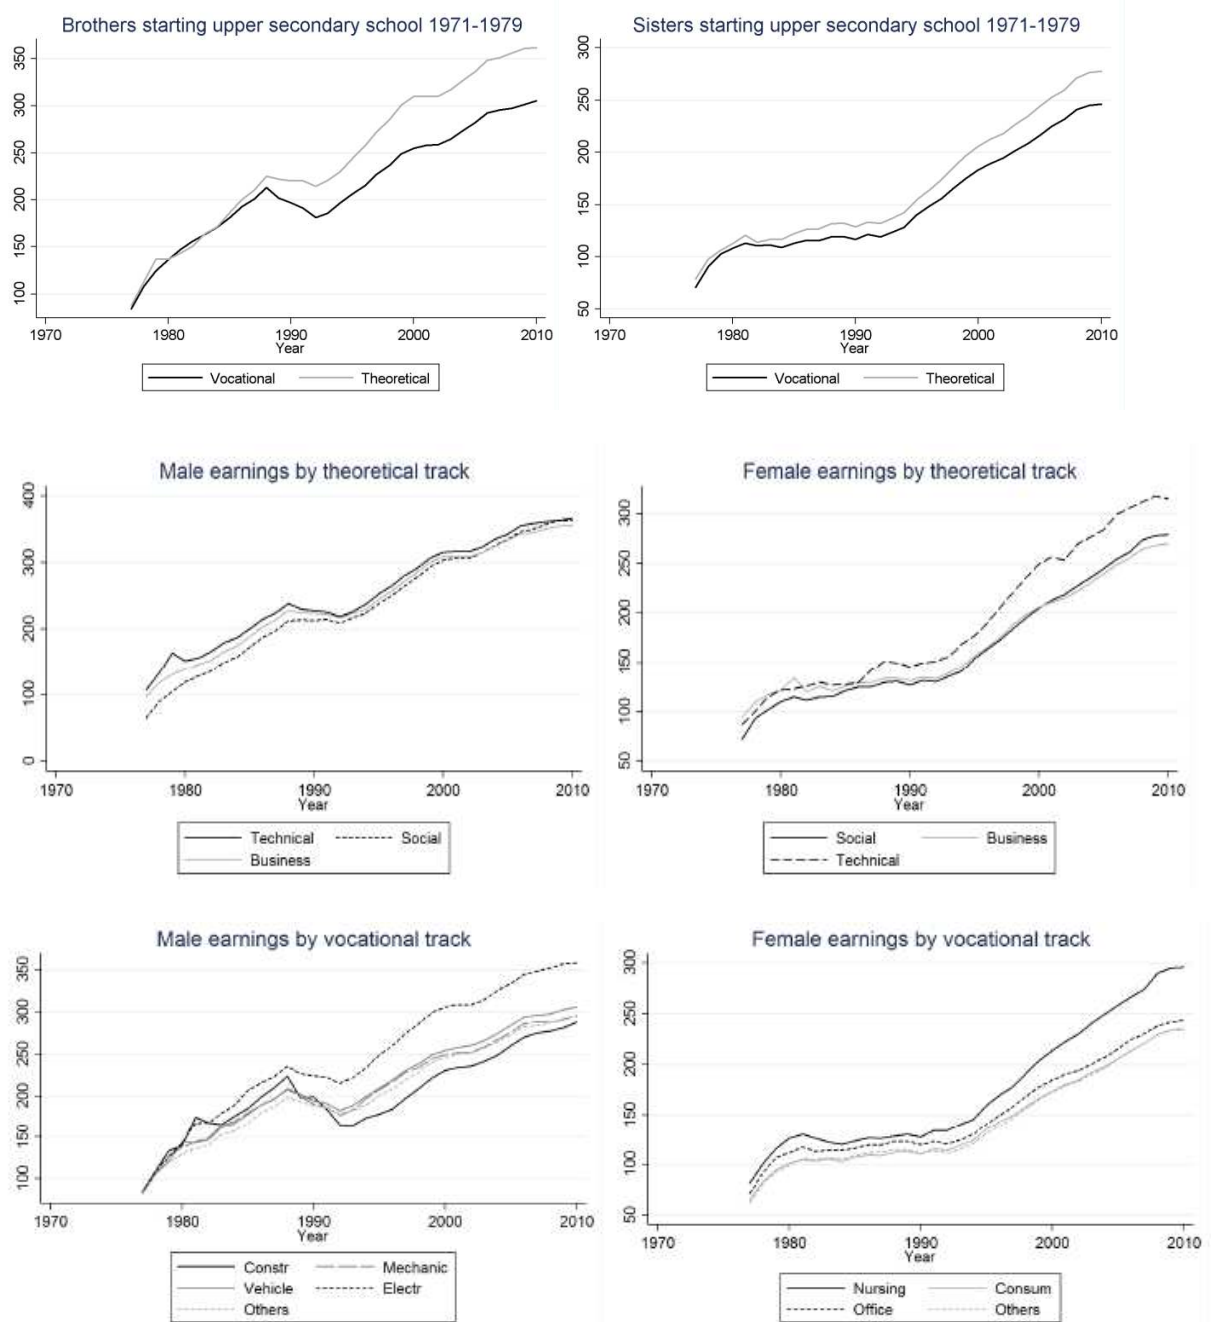 Brothers starting upper secondary school 1971-1979
350
300
250
200
150
100
1970 1980 1990 2000 2010
Year
Vocational Theoretical
Sisters starting upper secondary school 1971-1979
300
250
200
150
100
50
1970 1980 1990 2000 2010
Year
Vocational Theoretical
Male earnings by theoretical track
400
300
200
100
0
1970 1980 1990 2000 2010
Year
Technical Social
Business
Female earnings by theoretical track
300
250
200
150
100
50
1970 1980 1990 2000 2010
Year
Social Business
Technical
Male earnings by vocational track
350
300
250
200
150
100
1970 1980 1990 2000 2010
Year
Constr Mechanic
Vehicle Electr
Others
Female earnings by vocational track
300
250
200
150
100
50
1970 1980 1990 2000 2010
Year
Nursing Consum
Office Others